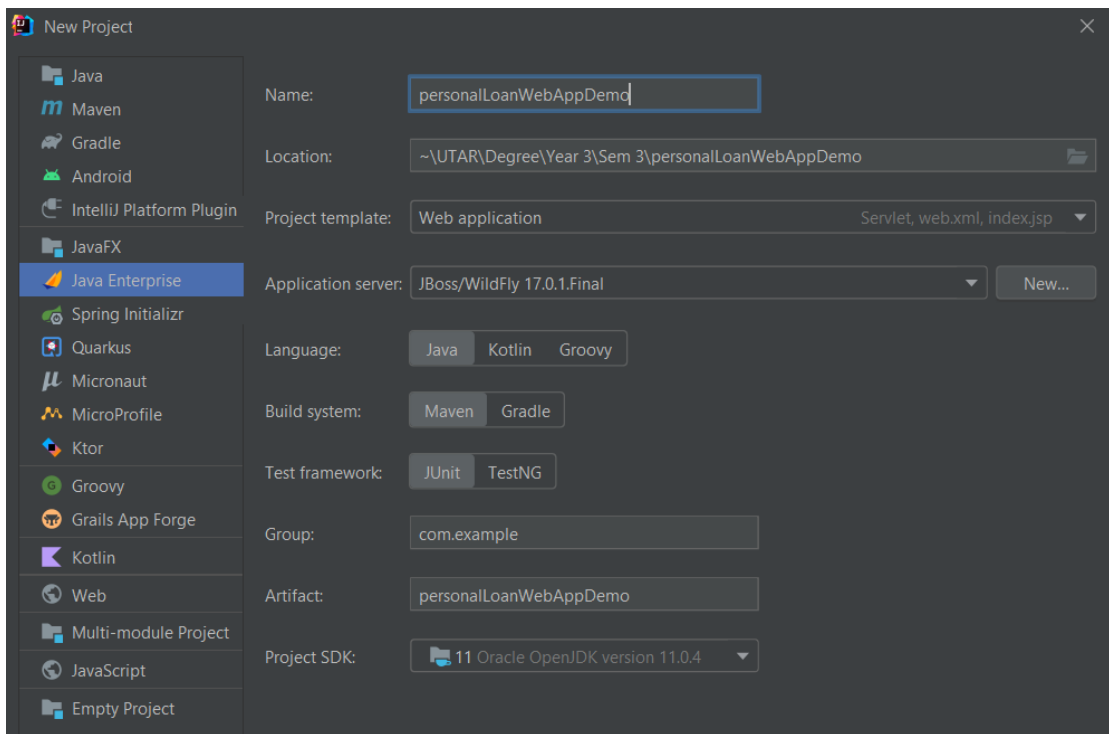 New Project
Java
Maven
Gradle
Android
IntelliJ Platform Plugin
JavaFX
Java Enterprise
Spring Initializr
Quarkus
Micronaut
MicroProfile
Ktor
Groovy
Grails App Forge
Kotlin
Web
Multi-module Project
JavaScript
Empty Project
Name: personalLoanWebAppDemo
Location: ~\UTAR\Degree\Year 3\Sem 3\personalLoanWebAppDemo
Project template: Web application Servlet, web.xml, index.jsp
Application server: JBoss/WildFly 17.0.1.Final New...
Language: Java Kotlin Groovy
Build system: Maven Gradle
Test framework: JUnit TestNG
Group: com.example
Artifact: personalLoanWebAppDemo
Project SDK: 11 Oracle OpenJDK version 11.0.4